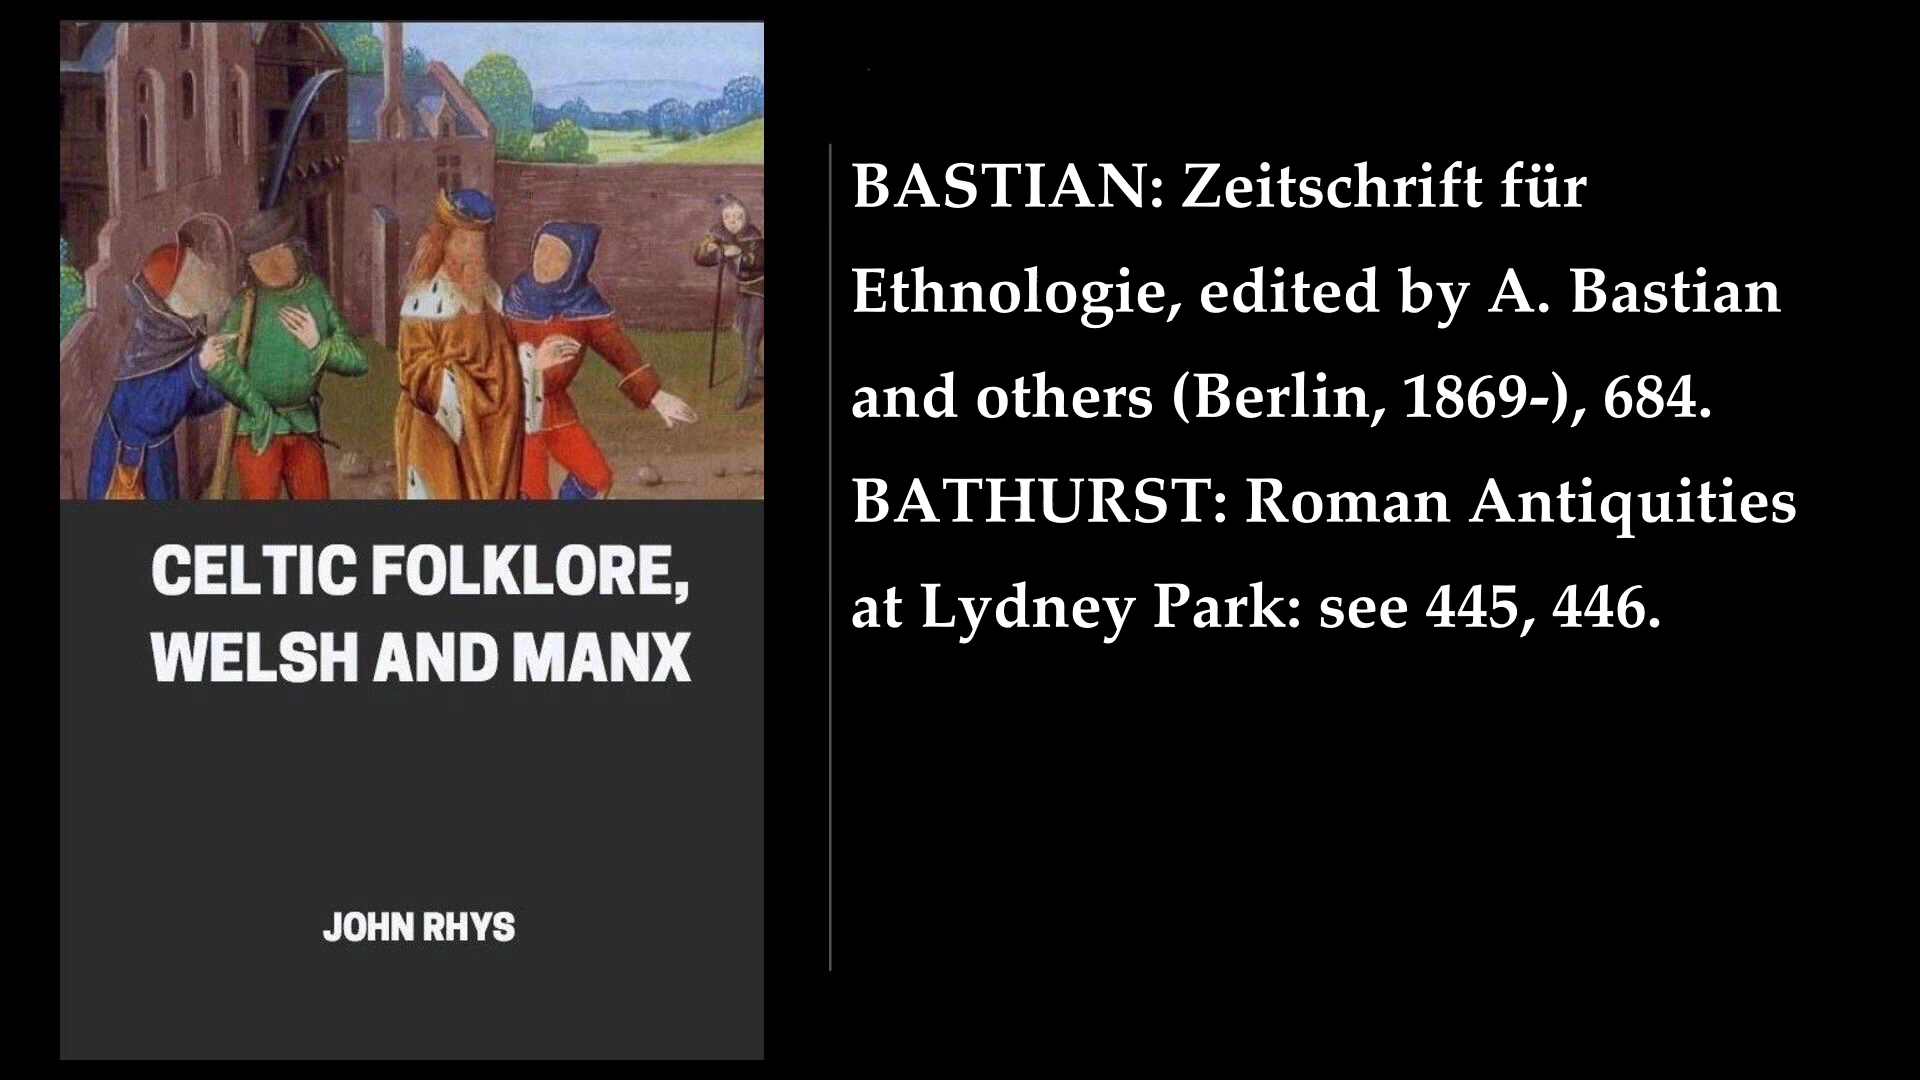 CELTIC FOLKLORE,
WELSH AND MANX
JOHN RHYS
BASTIAN: Zeitschrift für
Ethnologie, edited by A. Bastian
and others (Berlin, 1869-), 684.
BATHURST: Roman Antiquities
at Lydney Park: see 445, 446.